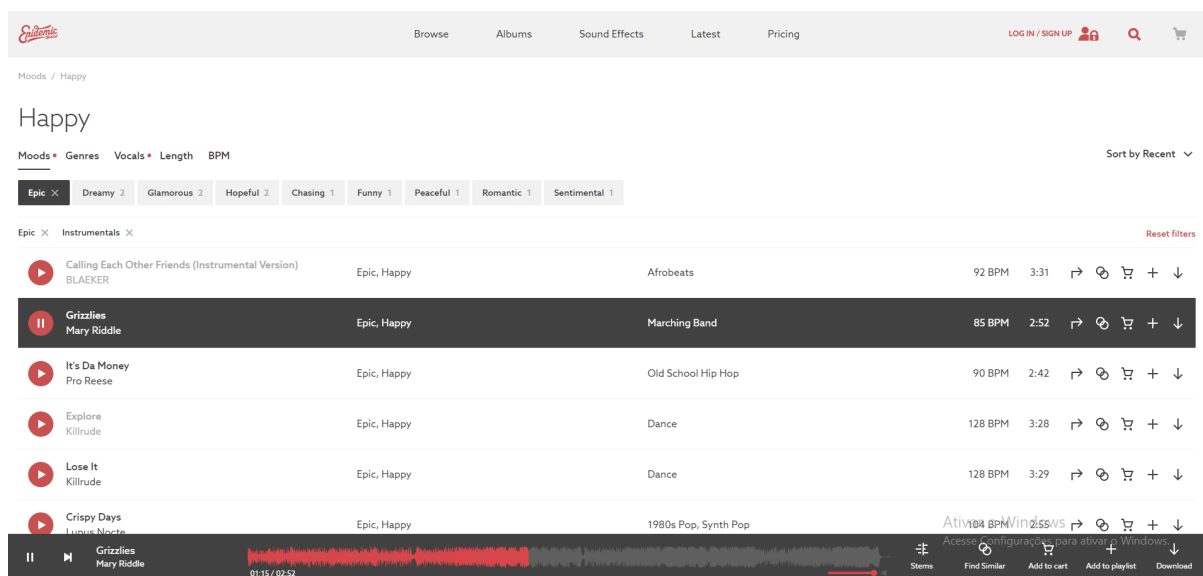 Epidemic Sound
Browse Albums Sound Effects Latest Pricing LOG IN / SIGN UP
Moods / Happy
Happy
Moods Genres Vocals Length BPM
Sort by Recent
Epic Dreamy 2 Glamorous 2 Hopeful 2 Chasing 1 Funny 1 Peaceful 1 Romantic 1 Sentimental 1
Epic Instrumentals Reset filters
Calling Each Other Friends (Instrumental Version)
BLAEKER
Epic, Happy Afrobeats 92 BPM 3:31
Grizzlies
Mary Riddle
Epic, Happy Marching Band 85 BPM 2:52
It's Da Money
Pro Reese
Epic, Happy Old School Hip Hop 90 BPM 2:42
Explore
Killrude
Epic, Happy Dance 128 BPM 3:28
Lose It
Killrude
Epic, Happy Dance 128 BPM 3:29
Crispy Days
Lupus Nocte
Epic, Happy 1980s Pop, Synth Pop 104 BPM 2:55
Ativar o Windows
Acesse Configurações para ativar o Windows.
Grizzlies
Mary Riddle
01:15 / 02:52
Stems Find Similar Add to cart Add to playlist Download